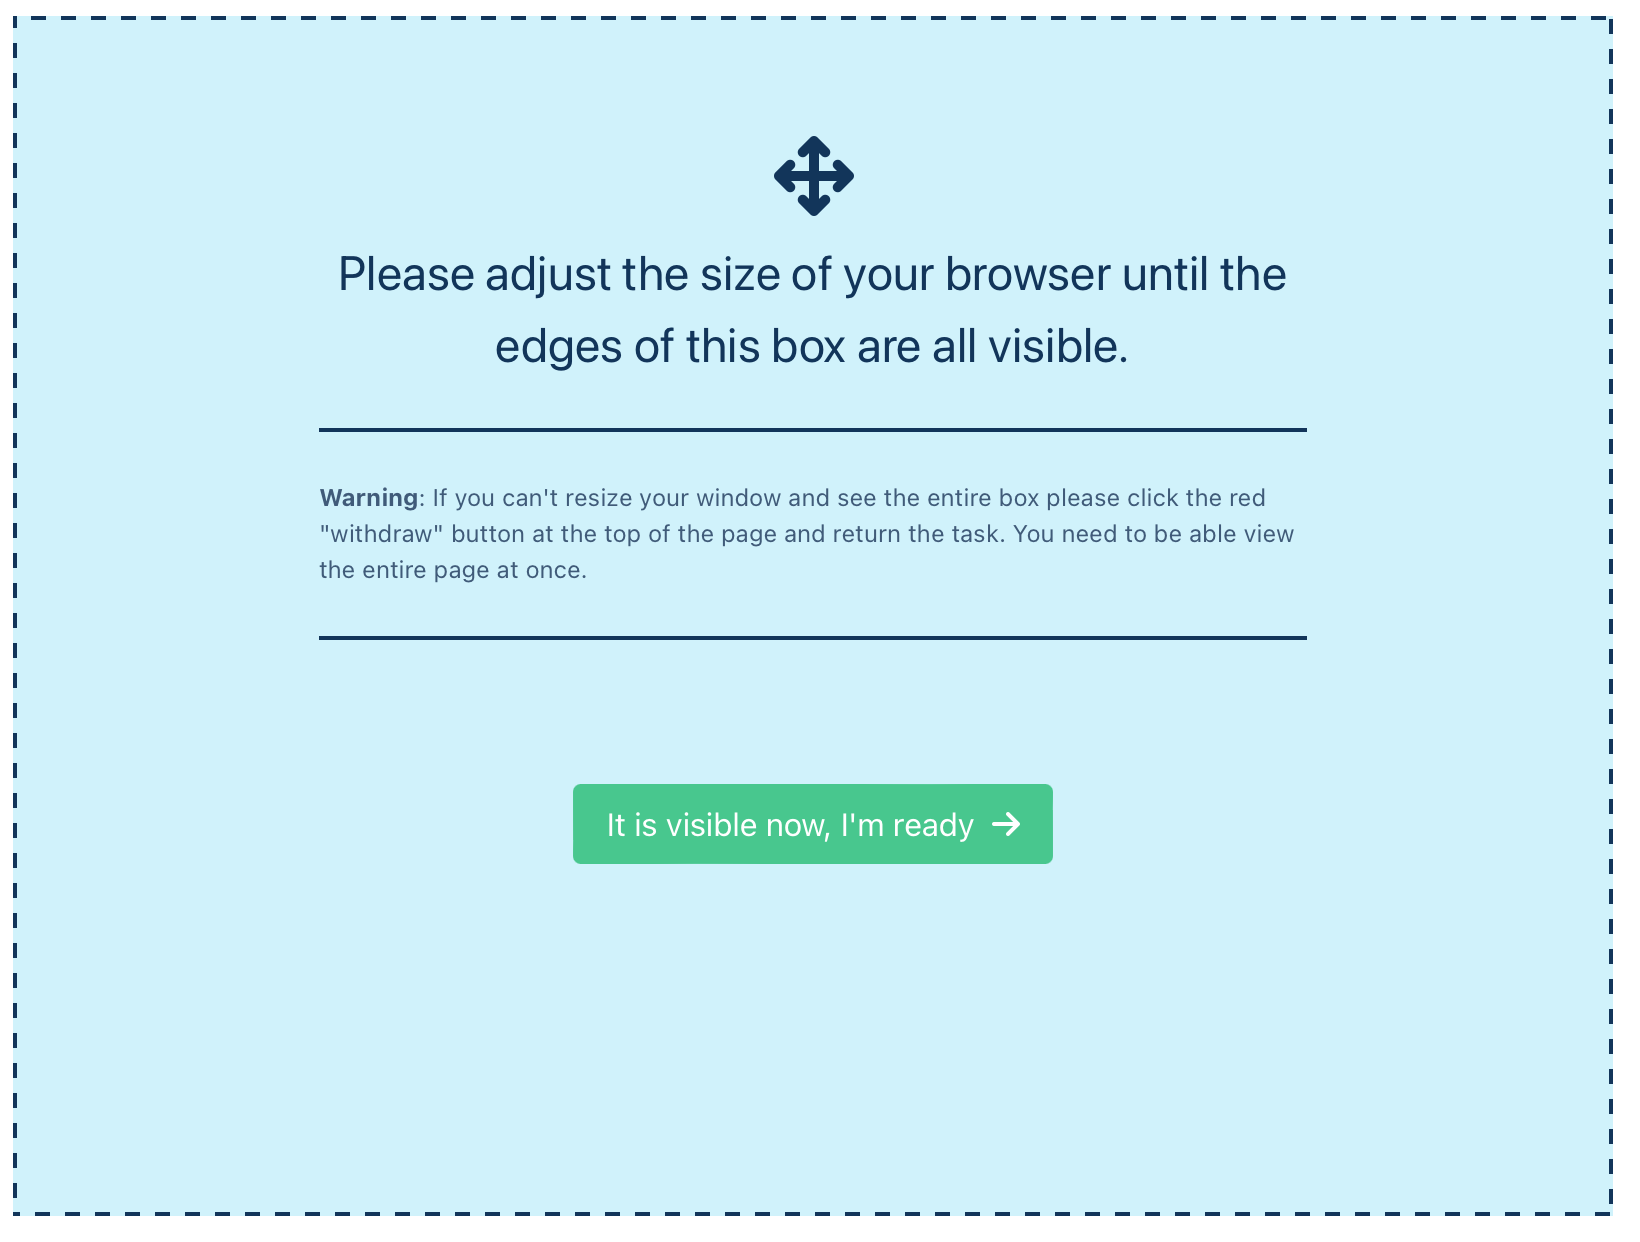 Please adjust the size of your browser until the
edges of this box are all visible.
Warning: If you can't resize your window and see the entire box please click the red
"withdraw" button at the top of the page and return the task. You need to be able view
the entire page at once.
It is visible now, I'm ready